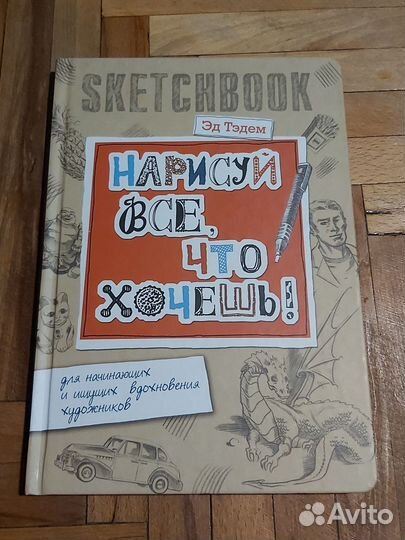 SKETCHBOOK
Эд Тэдем
НАРИСУЙ
ВСЕ,
ЧТО
ХОЧЕШЬ!
для начинающих
и ищущих вдохновения
художников
Avito